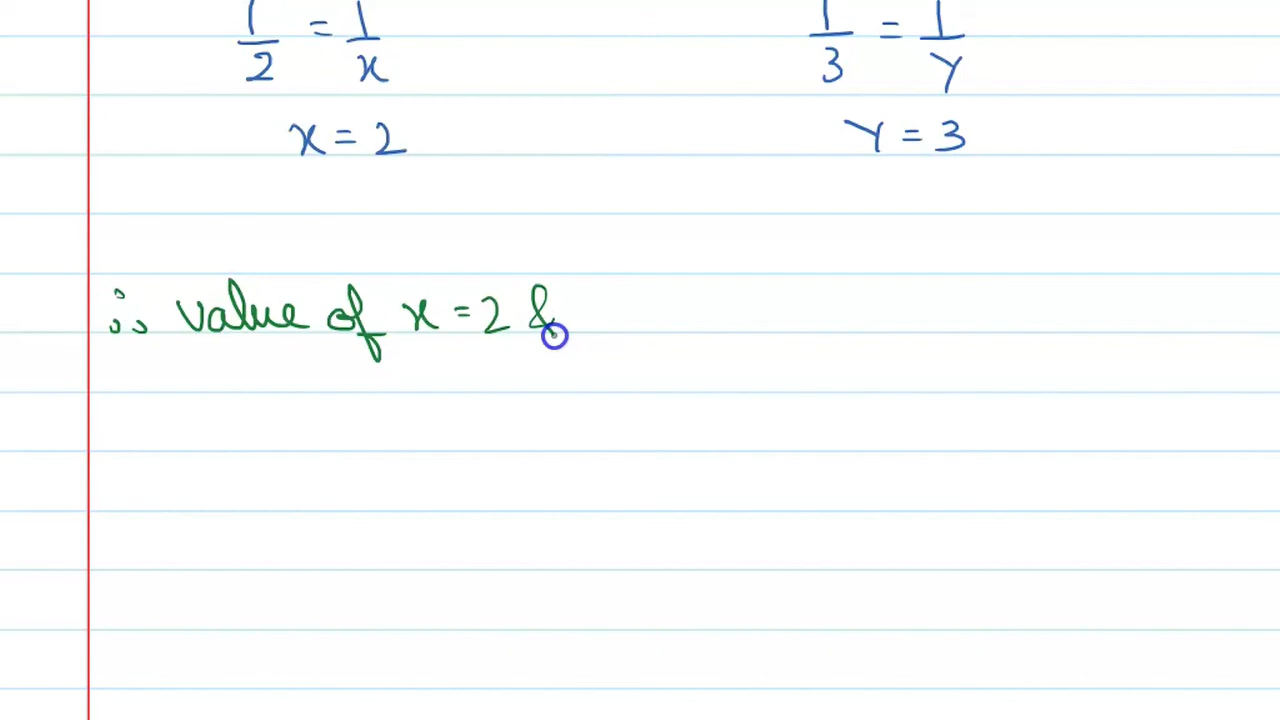 1/2 = 1/x 1/3 = 1/Y
x = 2 Y = 3
∴ value of x = 2 &